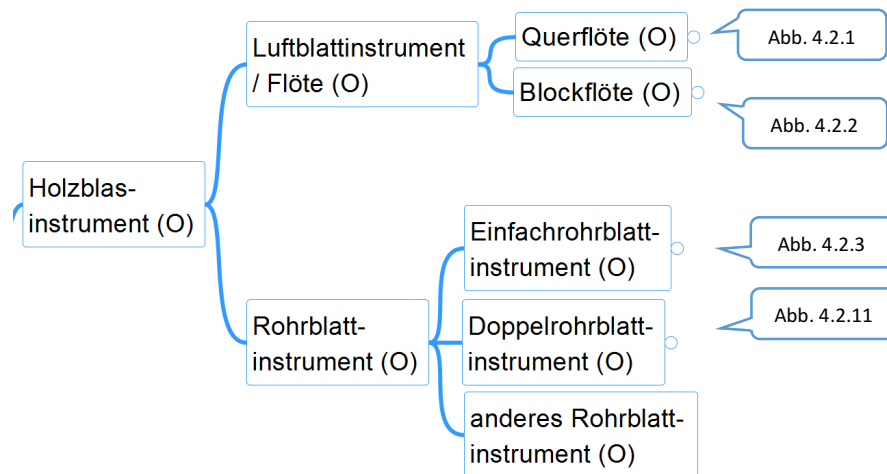 Holzblas-
instrument (O)
Luftblattinstrument
/ Flöte (O)
Querflöte (O)
Abb. 4.2.1
Blockflöte (O)
Abb. 4.2.2
Rohrblatt-
instrument (O)
Einfachrohrblatt-
instrument (O)
Abb. 4.2.3
Doppelrohrblatt-
instrument (O)
Abb. 4.2.11
anderes Rohrblatt-
instrument (O)